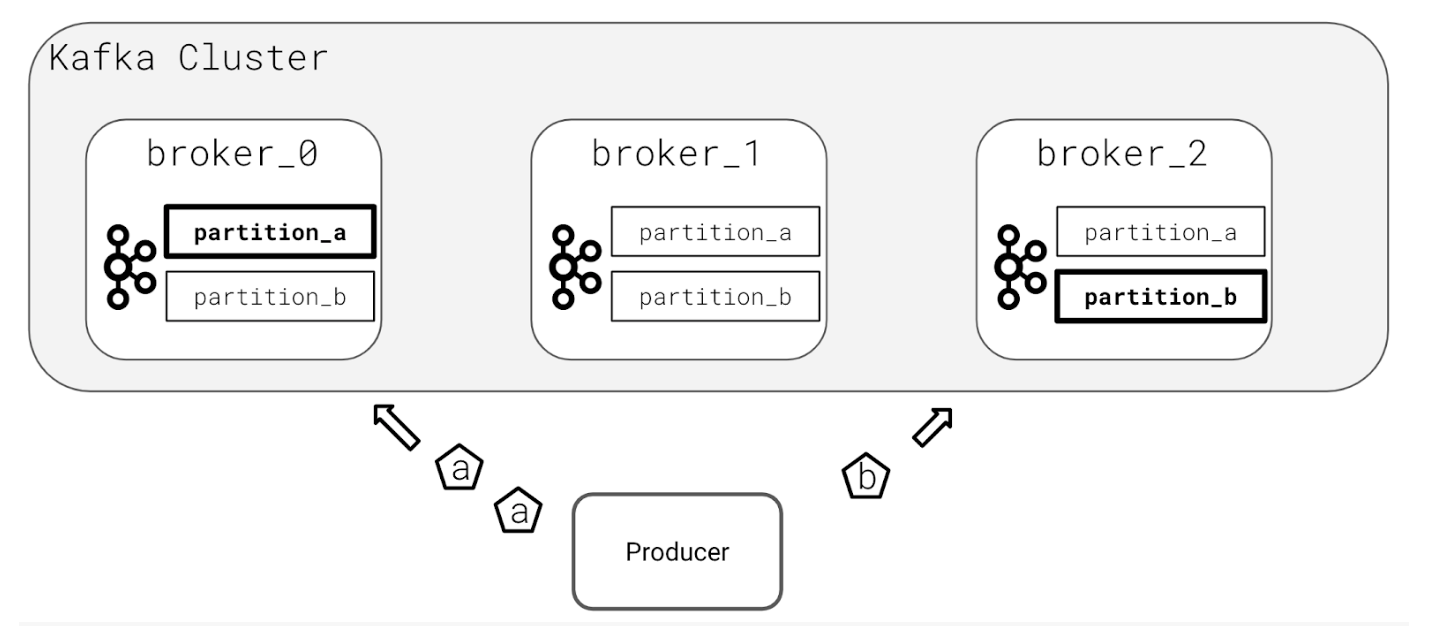 Kafka Cluster
broker_0
partition_a
partition_b
broker_1
partition_a
partition_b
broker_2
partition_a
partition_b
a
a
b
Producer